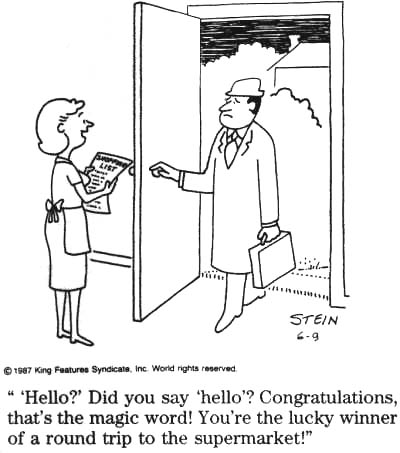 SHOPPING
LIST
STEIN
6-9
© 1987 King Features Syndicate, Inc. World rights reserved.
“ ‘Hello?’ Did you say ‘hello’? Congratulations,
that’s the magic word! You’re the lucky winner
of a round trip to the supermarket!”